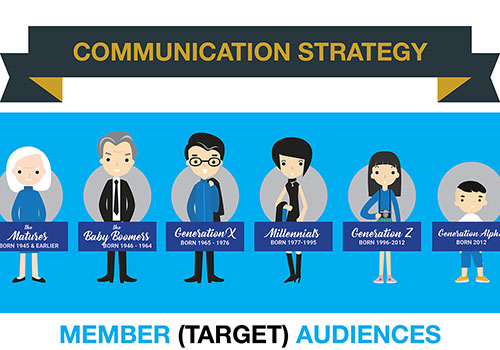 COMMUNICATION STRATEGY
the
Matures
BORN 1945 & EARLIER
the
Baby Boomers
BORN 1946 - 1964
Generation X
BORN 1965 - 1976
Millennials
BORN 1977-1995
Generation Z
BORN 1996-2012
Generation Alpha
BORN 2012
MEMBER (TARGET) AUDIENCES